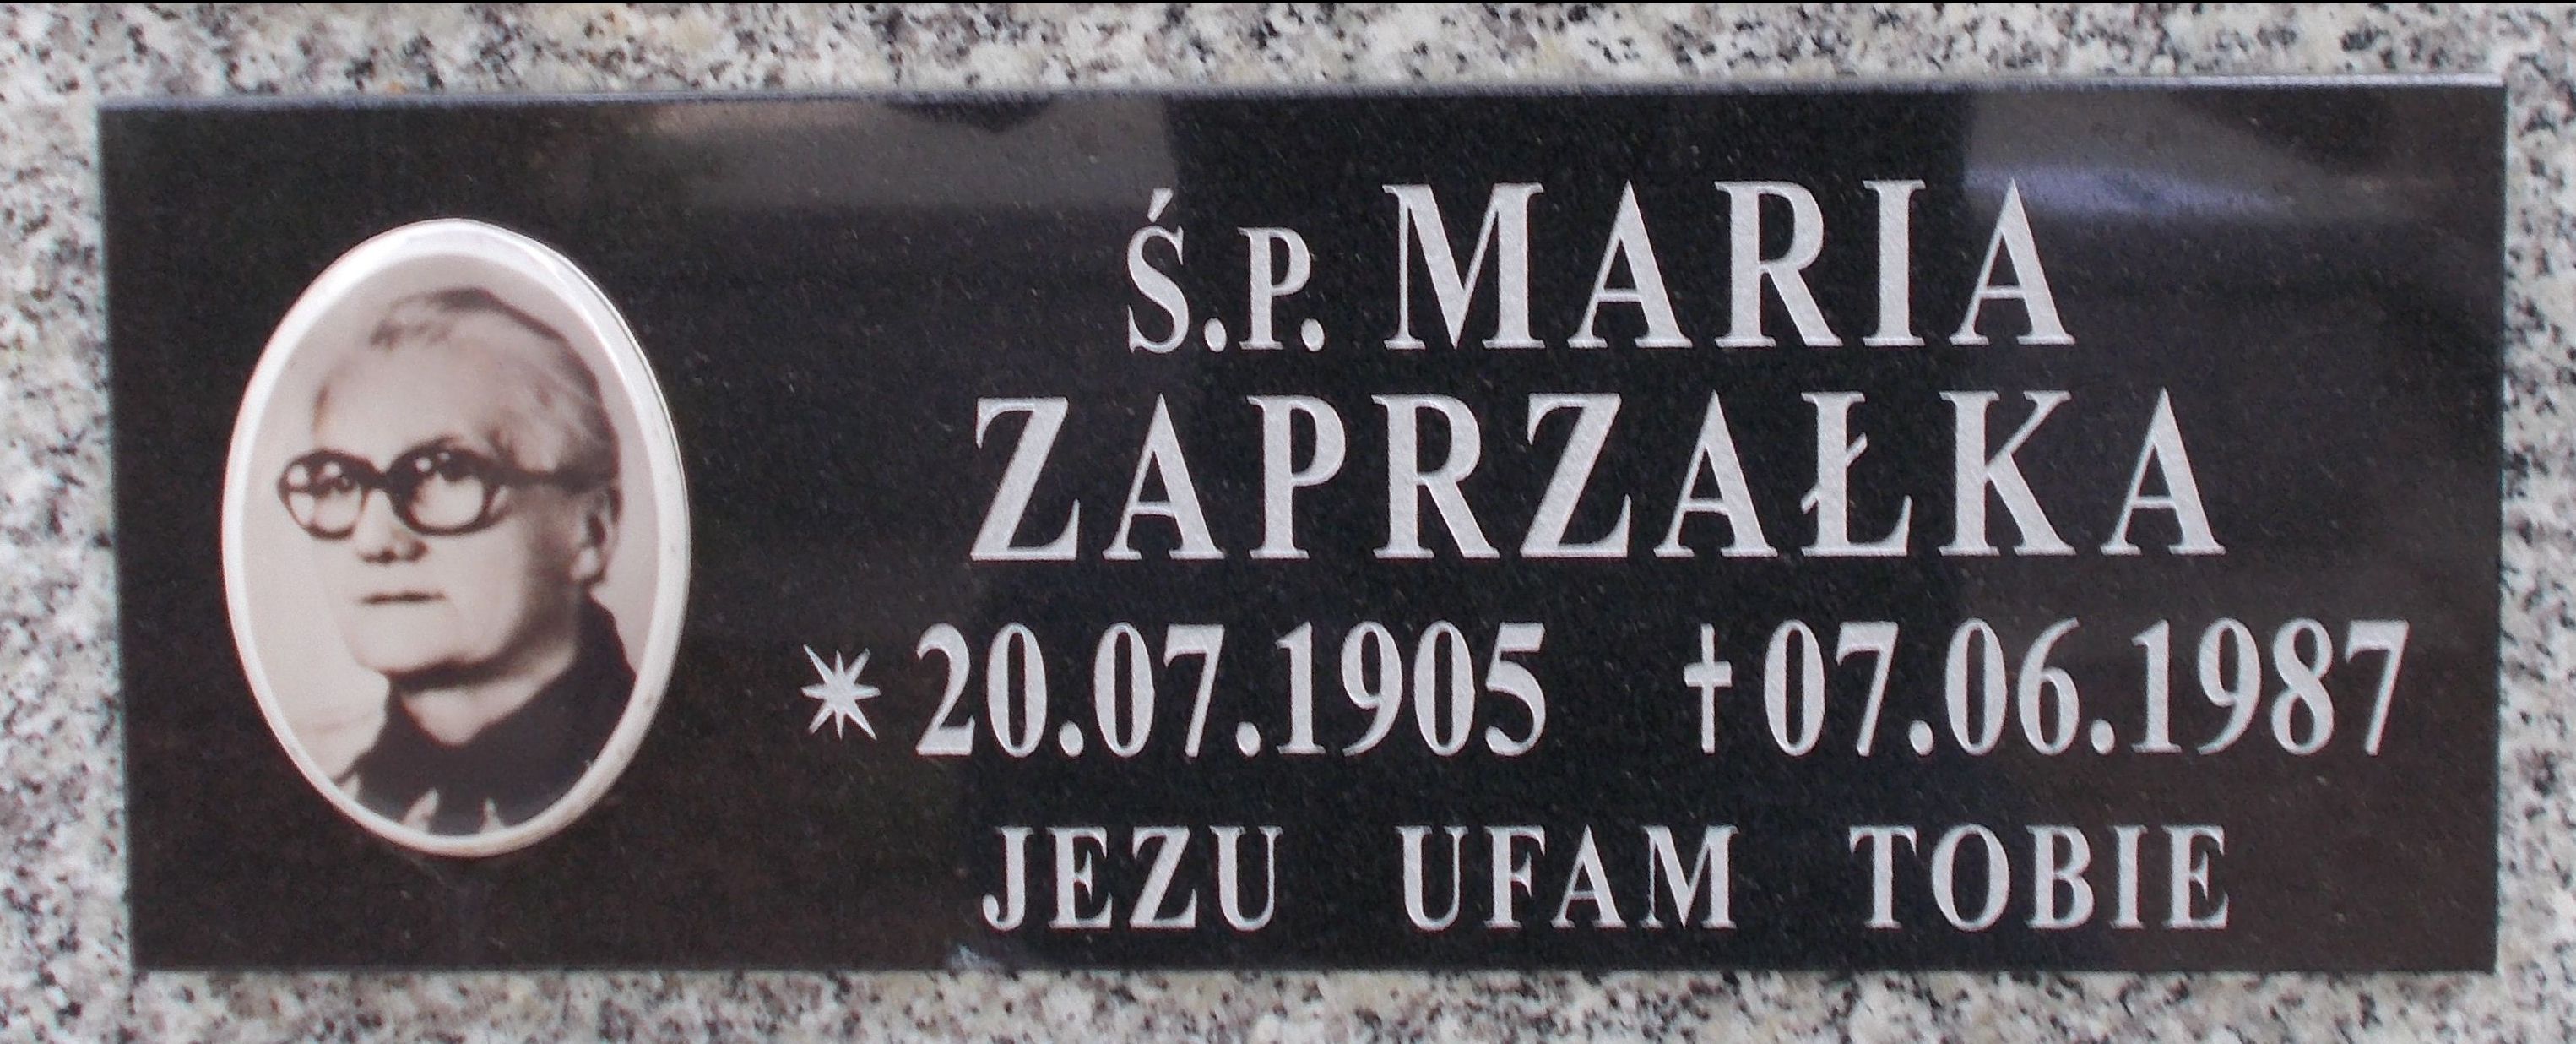 Ś.P. MARIA
ZAPRZAŁKA
✴20.07.1905 †07.06.1987
JEZU UFAM TOBIE